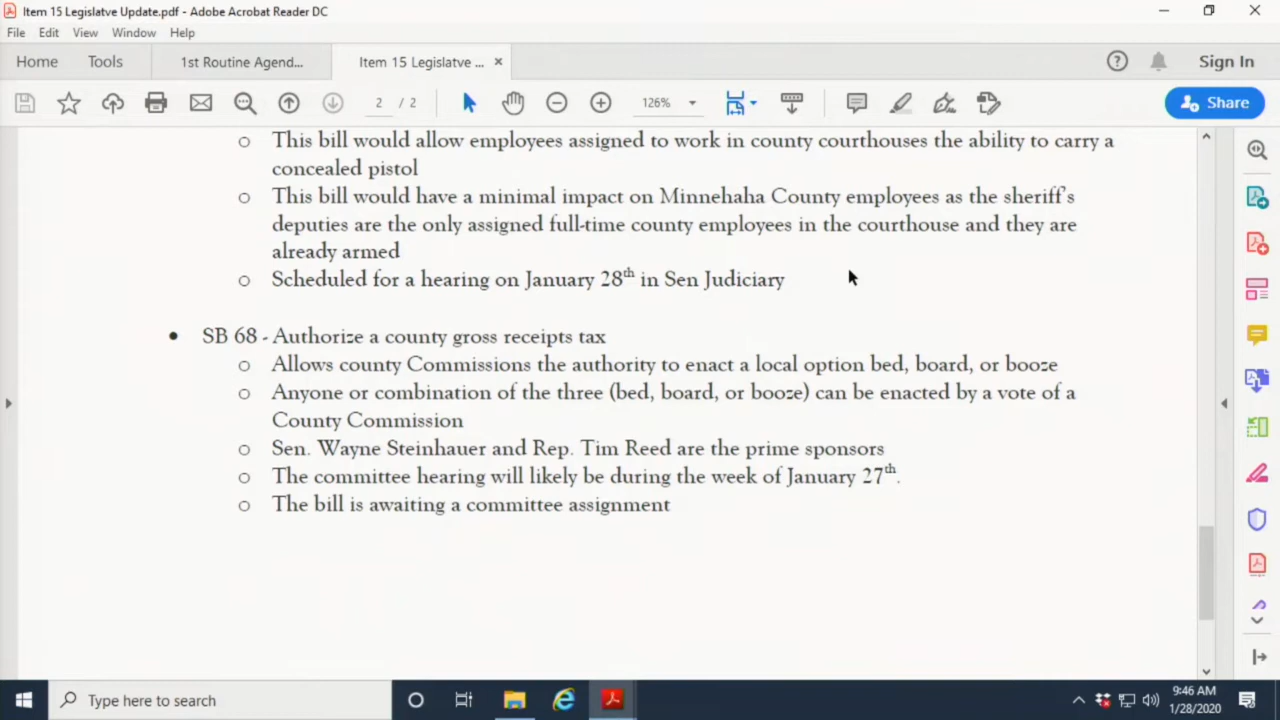 Item 15 Legislatve Update.pdf - Adobe Acrobat Reader DC
File Edit View Window Help
Home Tools 1st Routine Agend... Item 15 Legislatve ... × Sign In
2 / 2 126% Share
o This bill would allow employees assigned to work in county courthouses the ability to carry a
concealed pistol
o This bill would have a minimal impact on Minnehaha County employees as the sheriff's
deputies are the only assigned full-time county employees in the courthouse and they are
already armed
o Scheduled for a hearing on January 28th in Sen Judiciary
• SB 68 - Authorize a county gross receipts tax
o Allows county Commissions the authority to enact a local option bed, board, or booze
o Anyone or combination of the three (bed, board, or booze) can be enacted by a vote of a
County Commission
o Sen. Wayne Steinhauer and Rep. Tim Reed are the prime sponsors
o The committee hearing will likely be during the week of January 27th.
o The bill is awaiting a committee assignment
Type here to search
9:46 AM
1/28/2020